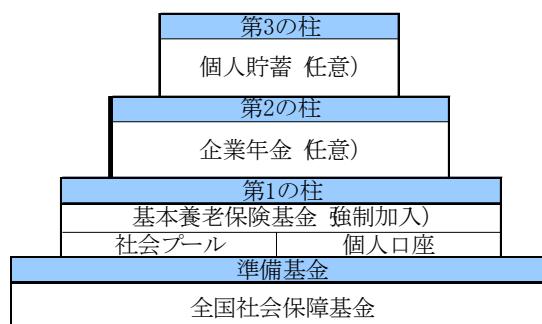 第3の柱
個人貯蓄（任意）
第2の柱
企業年金（任意）
第1の柱
基本養老保険基金（強制加入）
社会プール 個人口座
準備基金
全国社会保障基金